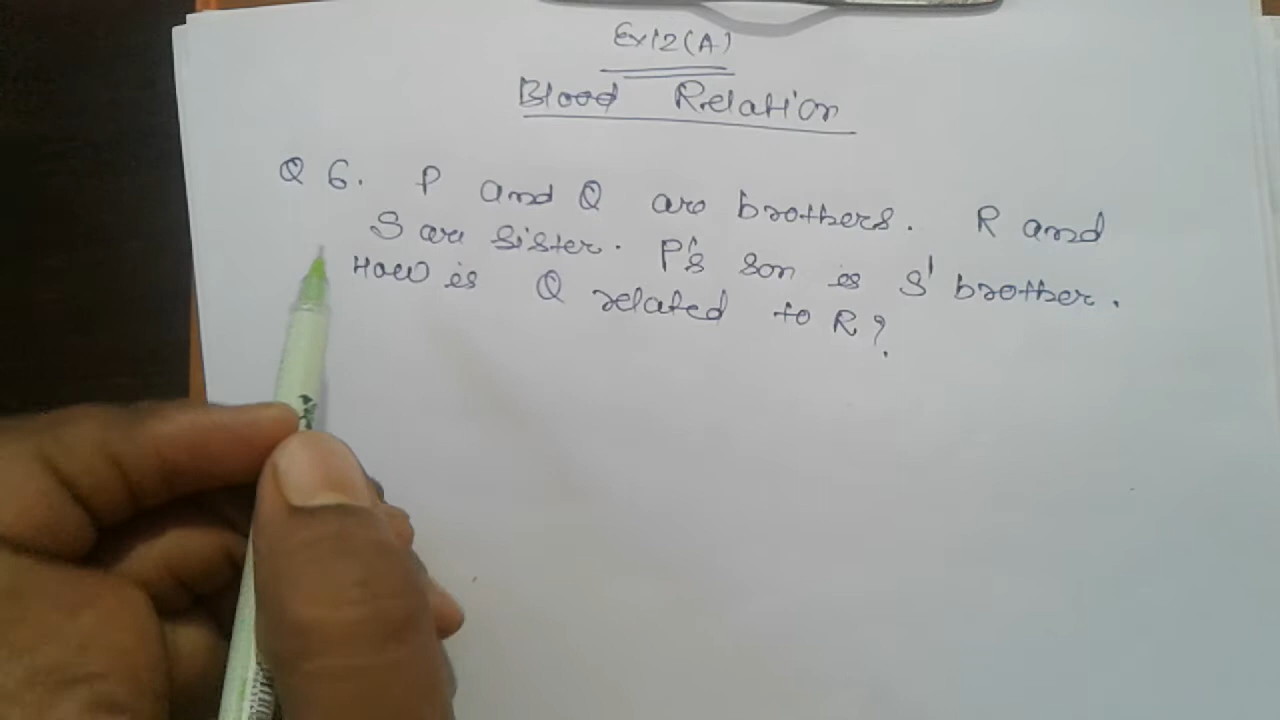 Ex12(A)
Blood Relation
Q 6. P and Q are brothers. R and
S are sister. P's son is S' brother.
How is Q related to R?